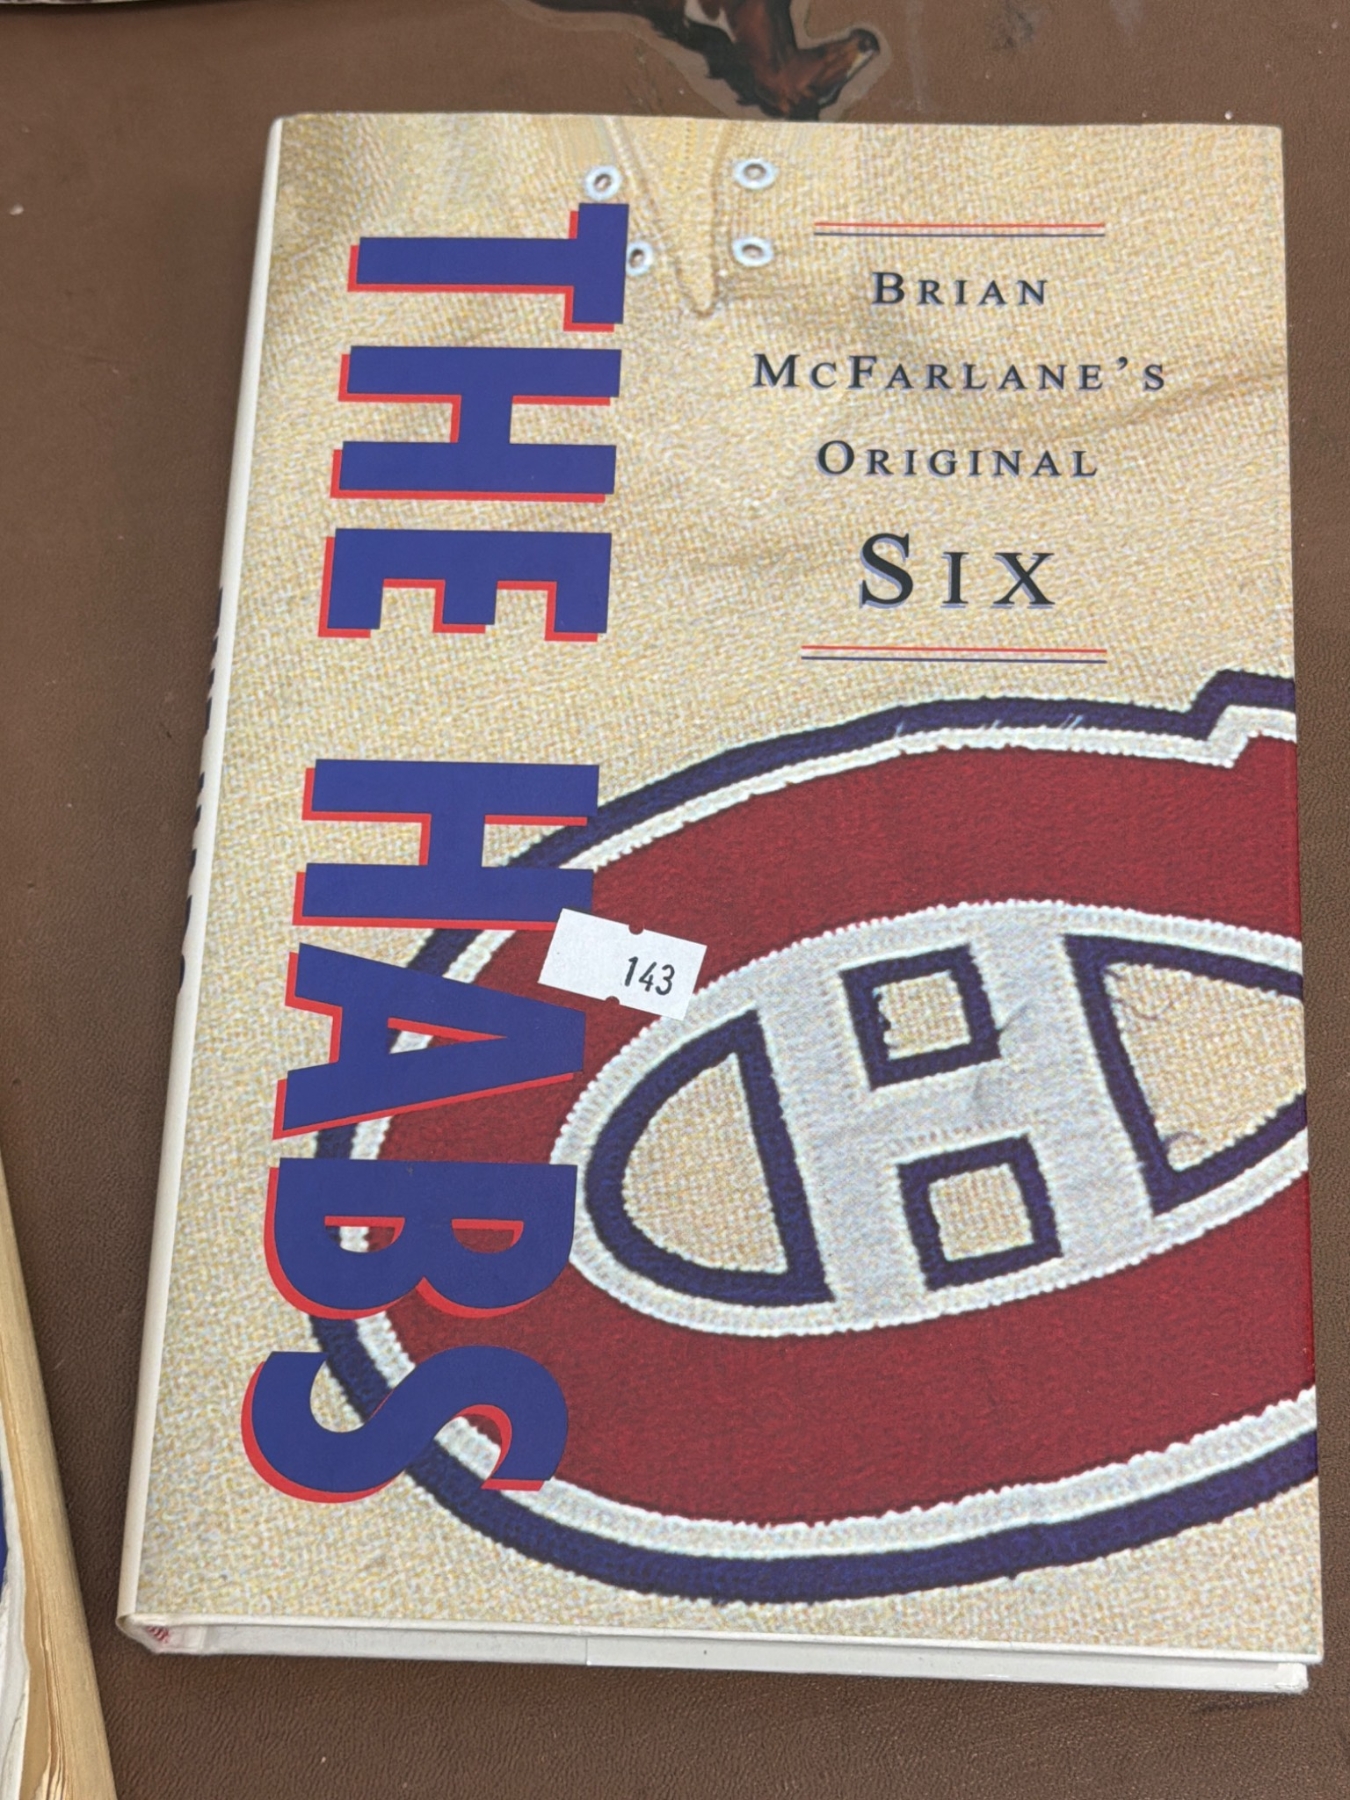 THE HABS
BRIAN
MCFARLANE'S
ORIGINAL
SIX
143